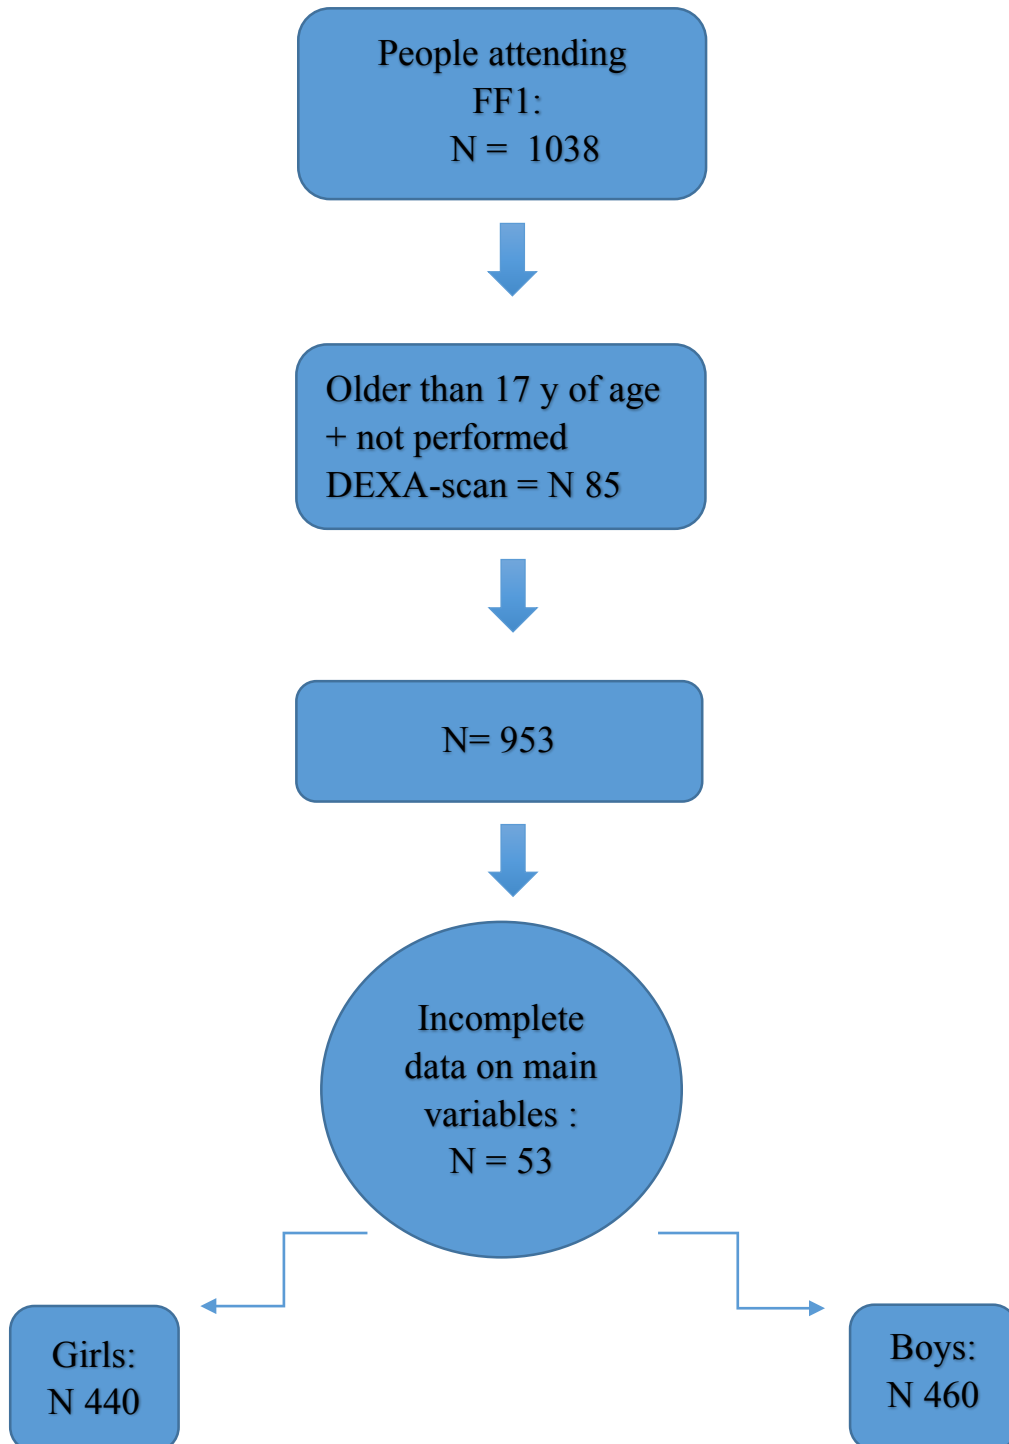 People attending
FF1:
N = 1038
Older than 17 y of age
+ not performed
DEXA-scan = N 85
N= 953
Incomplete
data on main
variables :
N = 53
Girls:
N 440
Boys:
N 460